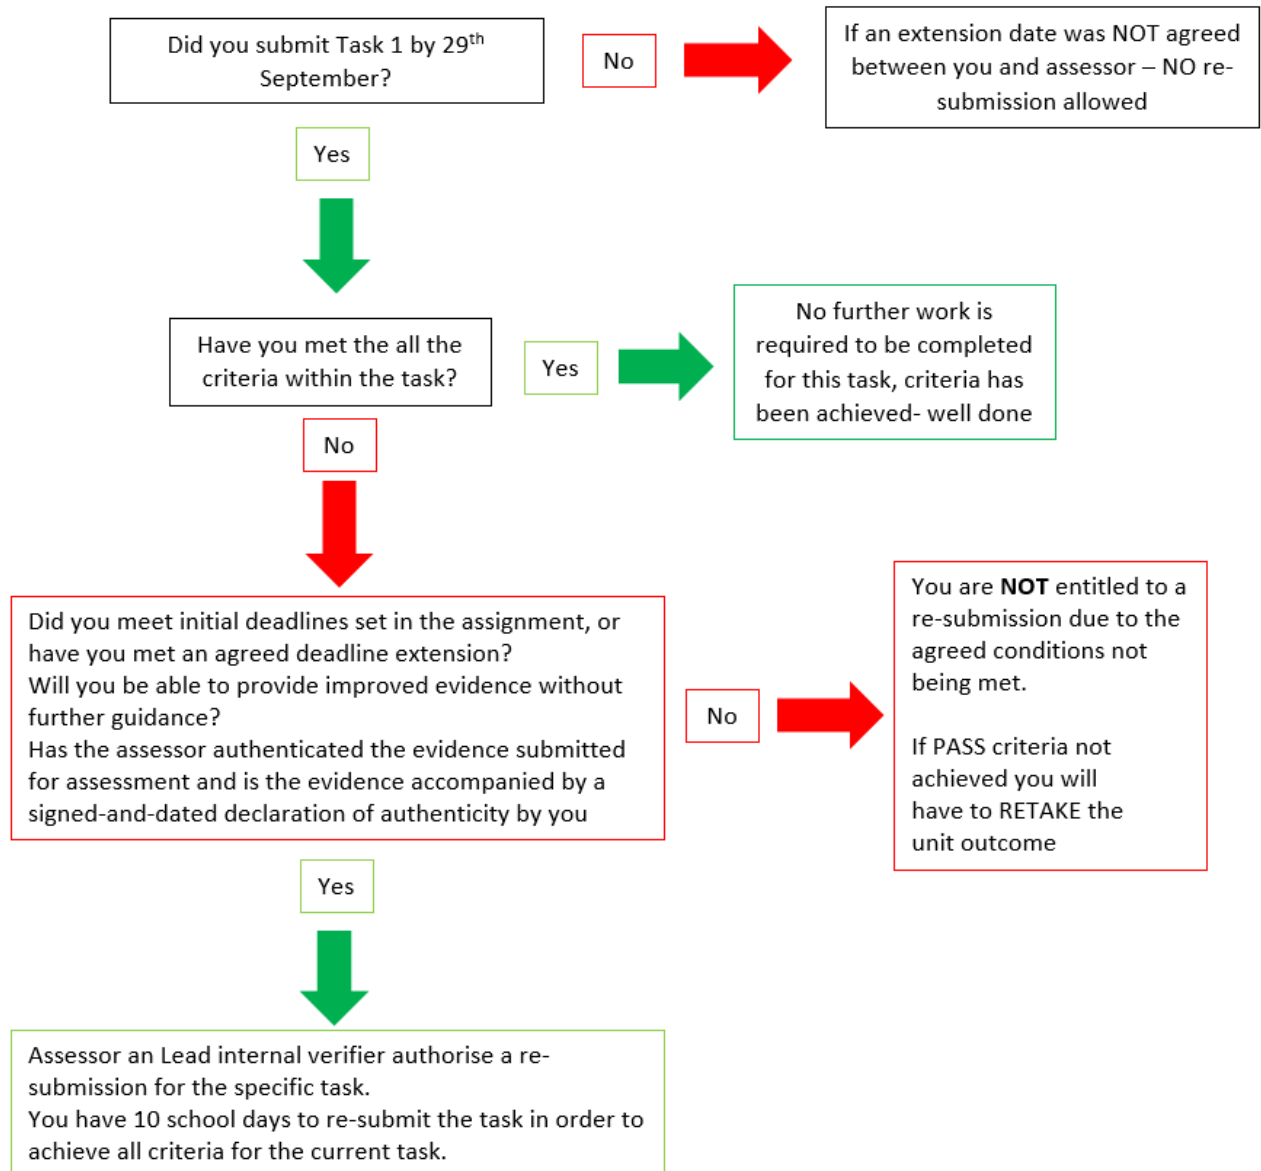 Did you submit Task 1 by 29th
September?
No
If an extension date was NOT agreed
between you and assessor – NO re-
submission allowed
Yes
Have you met the all the
criteria within the task?
Yes
No further work is
required to be completed
for this task, criteria has
been achieved- well done
No
Did you meet initial deadlines set in the assignment, or
have you met an agreed deadline extension?
Will you be able to provide improved evidence without
further guidance?
Has the assessor authenticated the evidence submitted
for assessment and is the evidence accompanied by a
signed-and-dated declaration of authenticity by you
No
You are NOT entitled to a
re-submission due to the
agreed conditions not
being met.
If PASS criteria not
achieved you will
have to RETAKE the
unit outcome
Yes
Assessor an Lead internal verifier authorise a re-
submission for the specific task.
You have 10 school days to re-submit the task in order to
achieve all criteria for the current task.